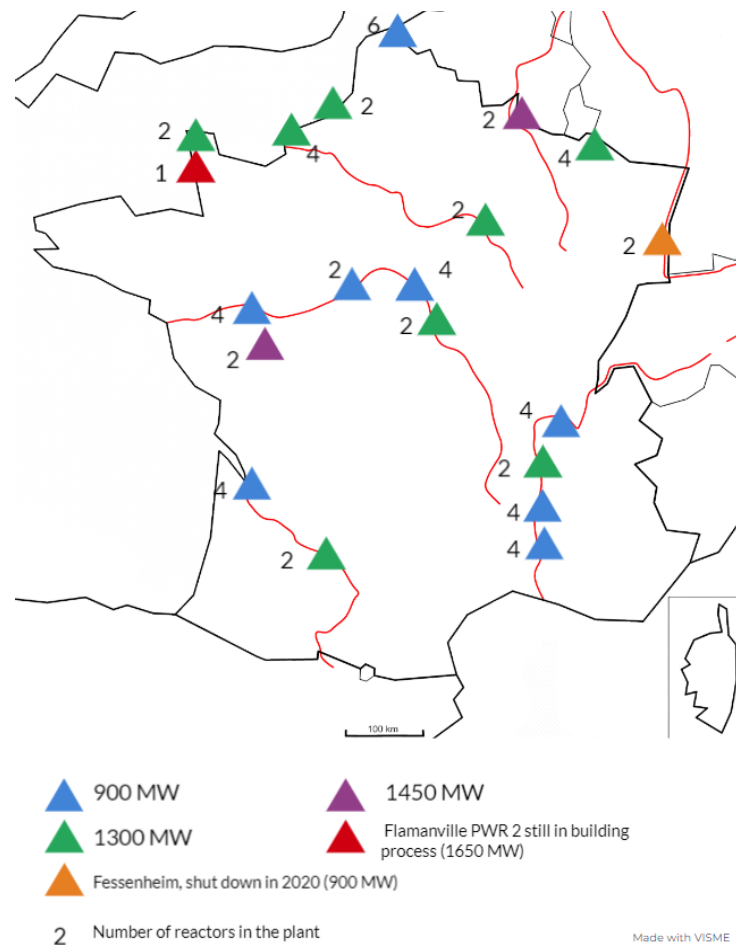 6
2
2
4
1
2
4
2
2
2
4
4
2
2
4
2
4
4
4
2
100 km
900 MW
1450 MW
1300 MW
Flamanville PWR 2 still in building
process (1650 MW)
Fessenheim, shut down in 2020 (900 MW)
2
Number of reactors in the plant
Made with VISME